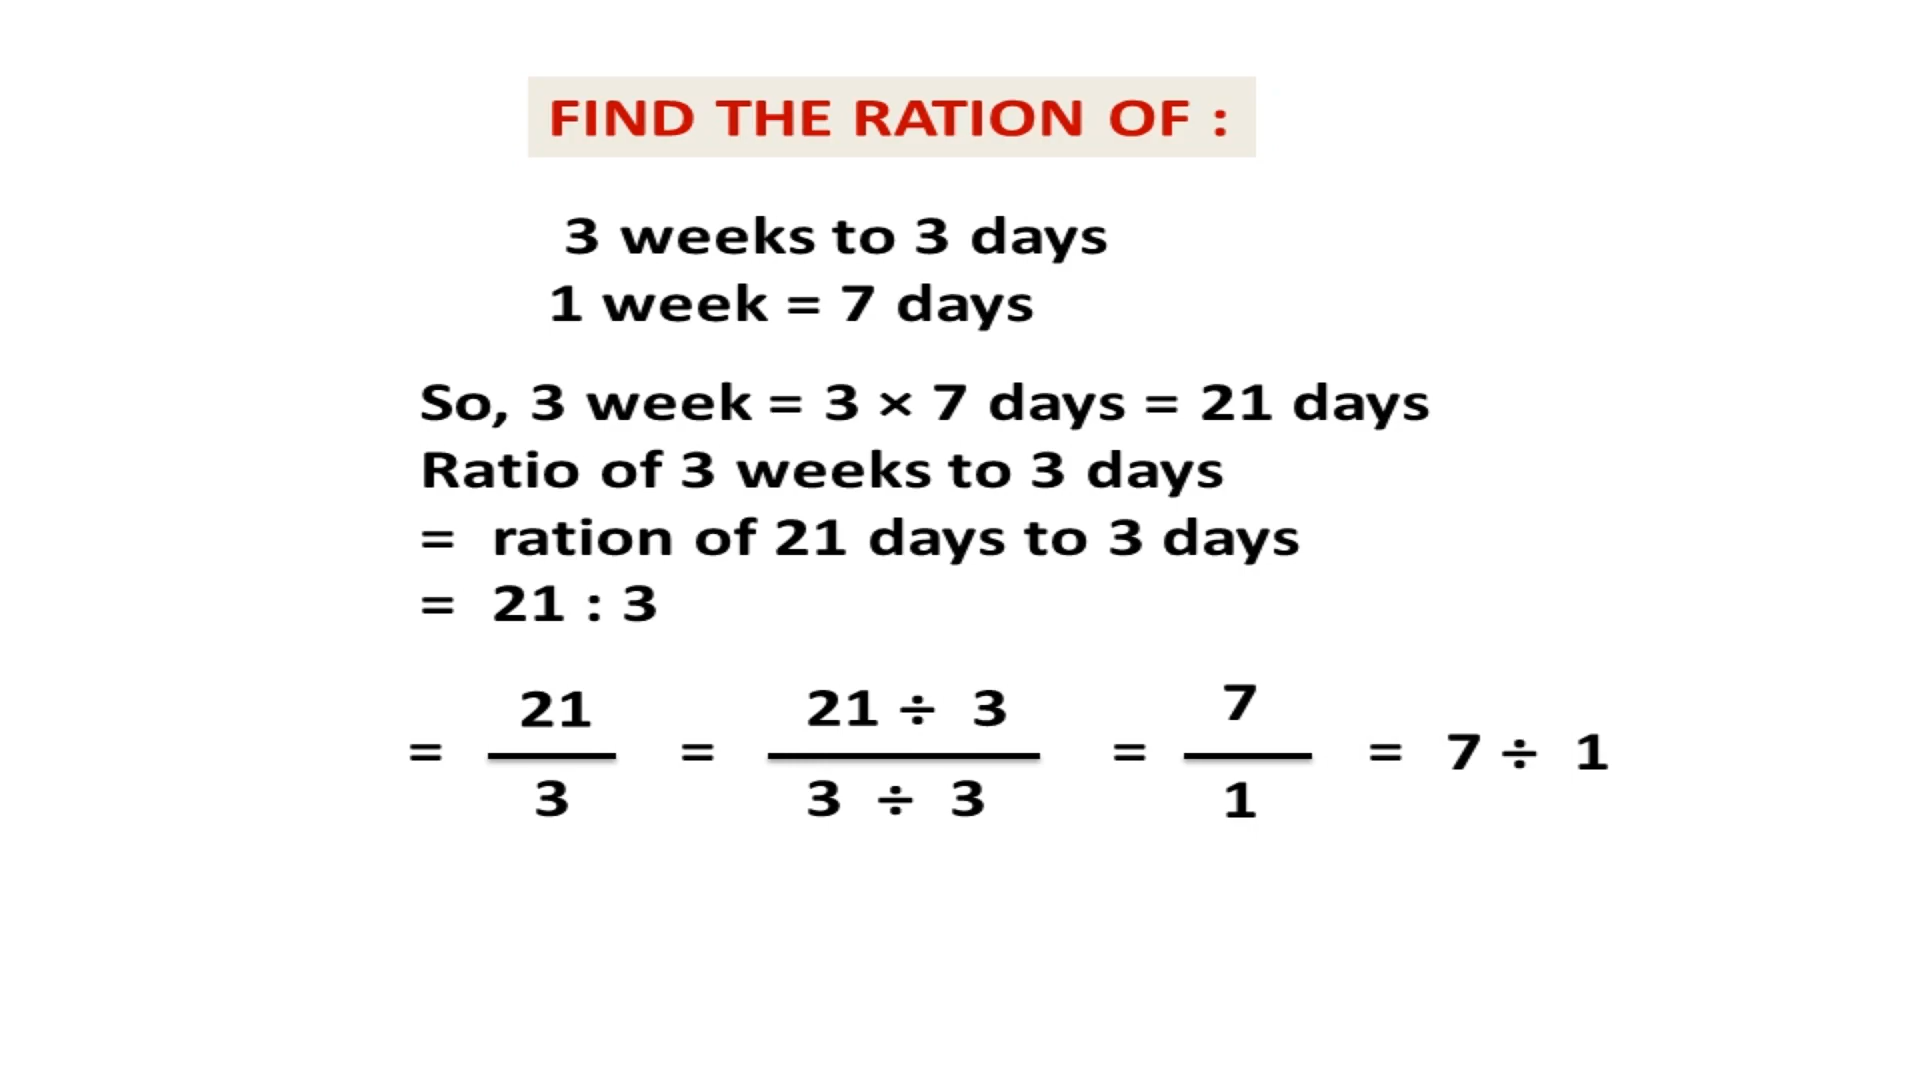 FIND THE RATION OF :
3 weeks to 3 days
1 week = 7 days
So, 3 week = 3 × 7 days = 21 days
Ratio of 3 weeks to 3 days
= ration of 21 days to 3 days
= 21 : 3
= 21/3 = 21 ÷ 3/3 ÷ 3 = 7/1 = 7 ÷ 1